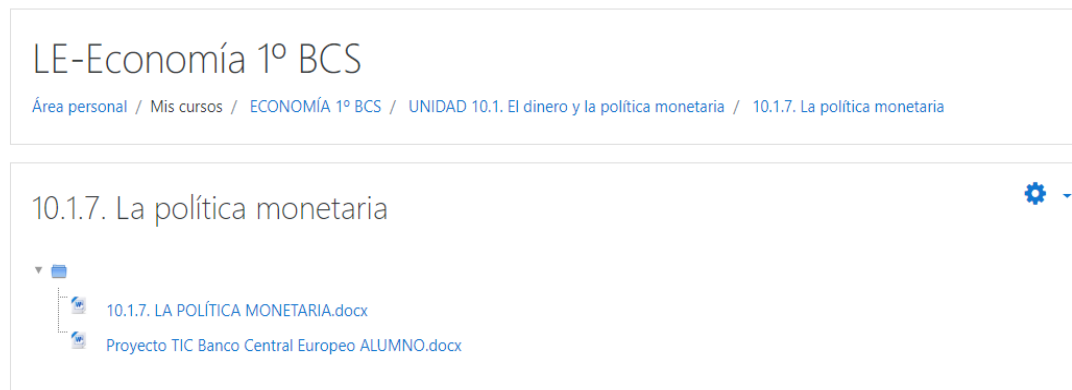 LE-Economía 1º BCS
Área personal / Mis cursos / ECONOMÍA 1º BCS / UNIDAD 10.1. El dinero y la política monetaria / 10.1.7. La política monetaria
10.1.7. La política monetaria
10.1.7. LA POLÍTICA MONETARIA.docx
Proyecto TIC Banco Central Europeo ALUMNO.docx